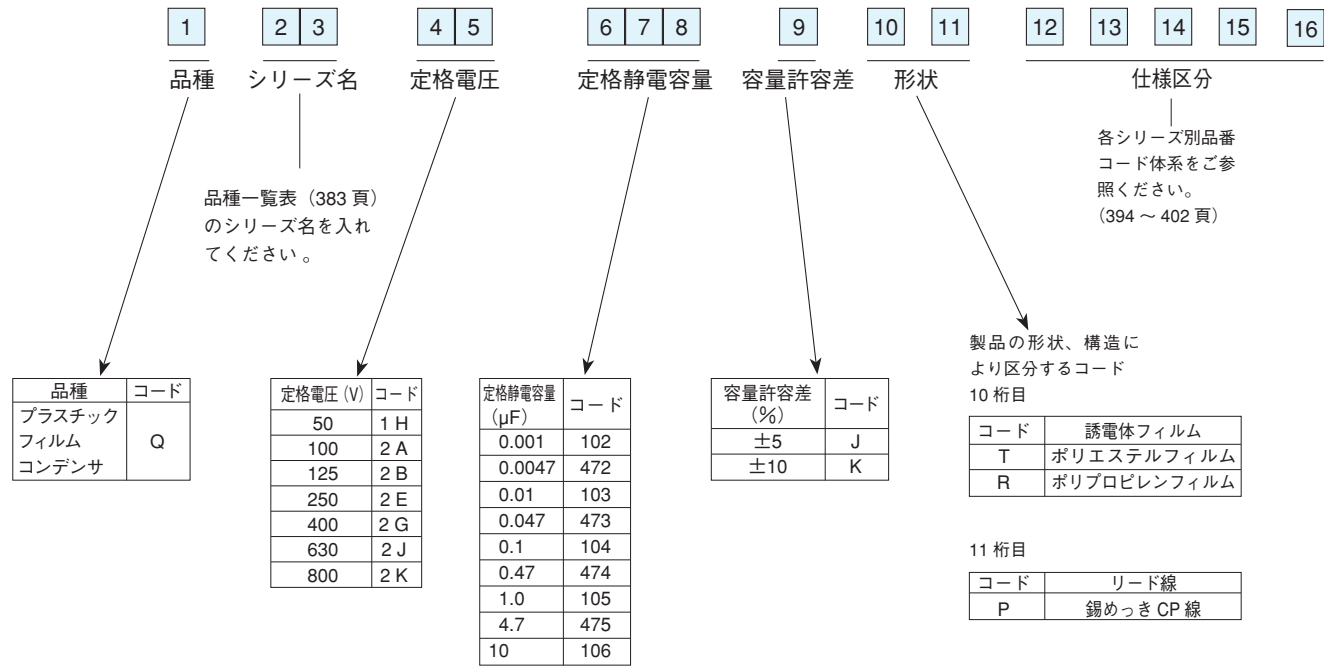 1 2 3 4 5 6 7 8 9 10 11 12 13 14 15 16
品種 シリーズ名 定格電圧 定格静電容量 容量許容差 形状 仕様区分
品種一覧表（383 頁）
のシリーズ名を入れ
てください 。
各シリーズ別品番
コード体系をご参
照ください。
（394 ～ 402 頁）
品種 コード
プラスチック
フィルム
コンデンサ
Q
定格電圧 (V) コード
50 1 H
100 2 A
125 2 B
250 2 E
400 2 G
630 2 J
800 2 K
定格静電容量
(μF)
コード
0.001 102
0.0047 472
0.01 103
0.047 473
0.1 104
0.47 474
1.0 105
4.7 475
10 106
容量許容差
(％)
コード
±5 J
±10 K
製品の形状、構造に
より区分するコード
10 桁目
コード 誘電体フィルム
T ポリエステルフィルム
R ポリプロピレンフィルム
11 桁目
コード リード線
P 錫めっき CP 線